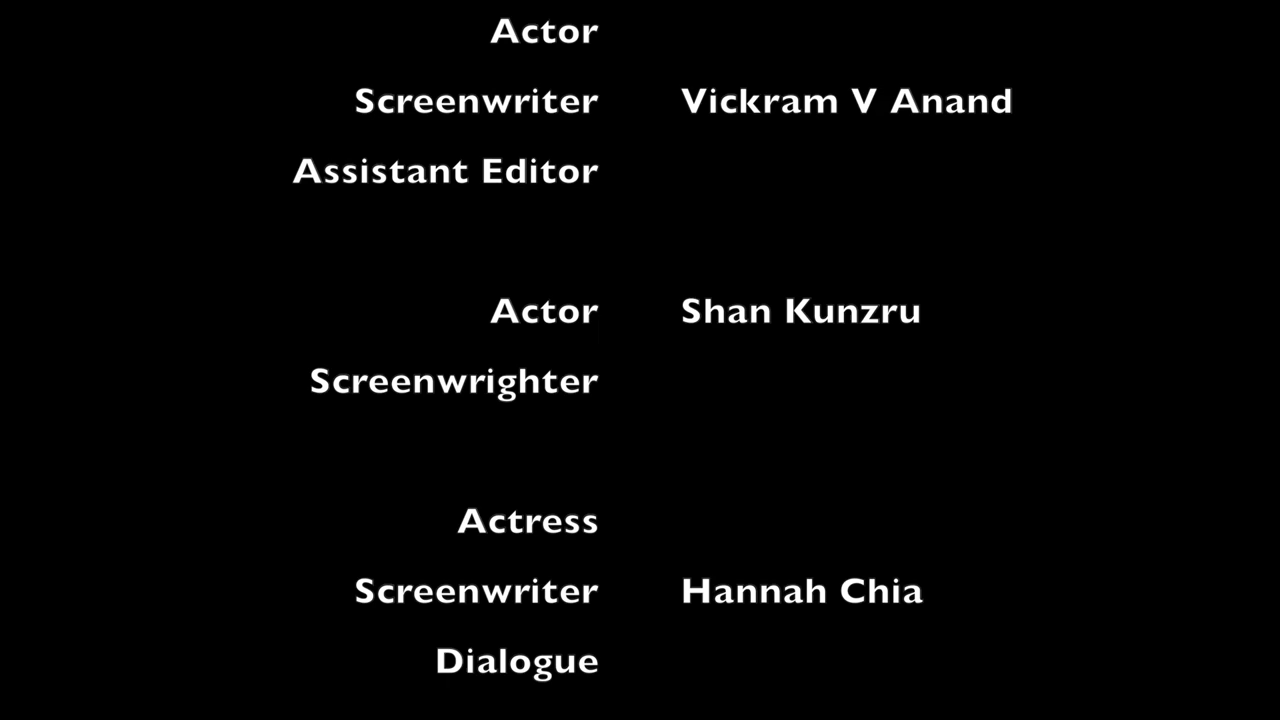 Actor
Screenwriter Vickram V Anand
Assistant Editor
Actor Shan Kunzru
Screenwrighter
Actress
Screenwriter Hannah Chia
Dialogue